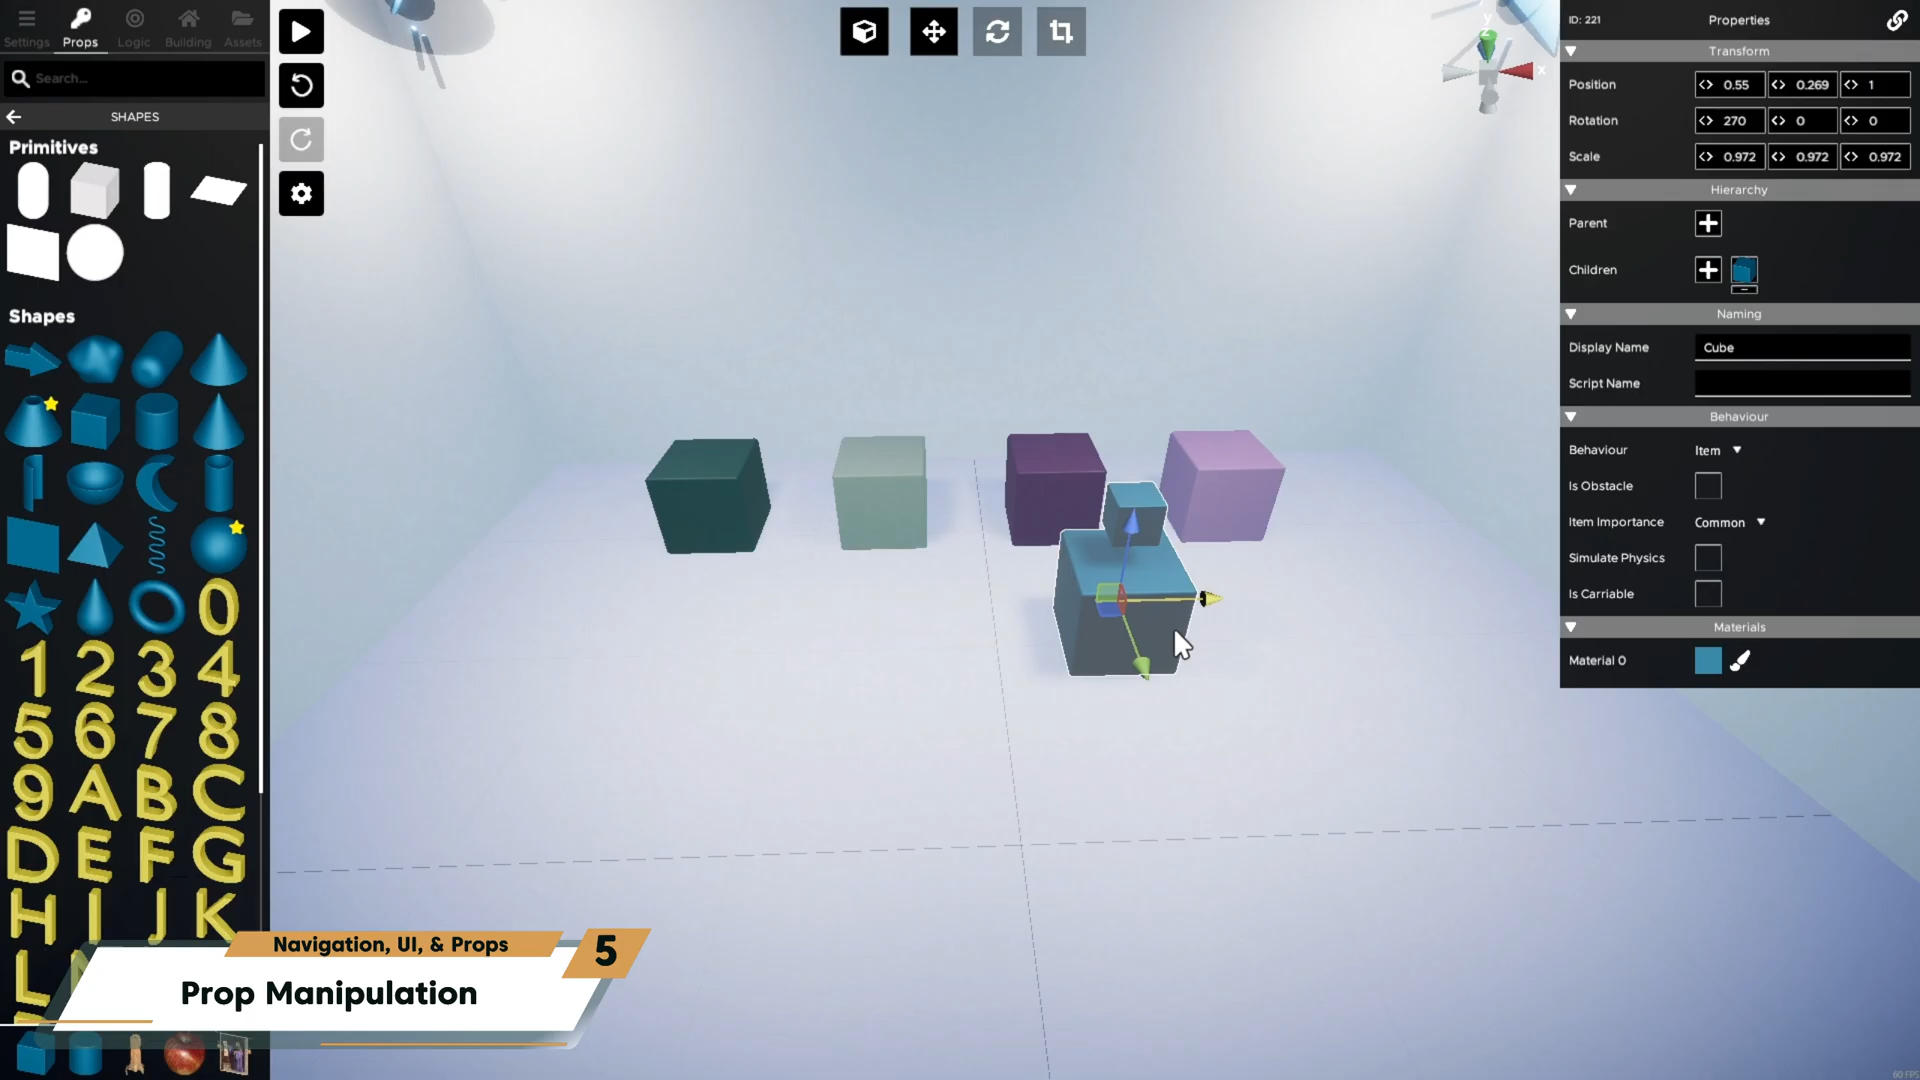 Settings
Props
Logic
Building
Assets
Search...
SHAPES
Primitives
Shapes
0
1 2 3 4
5 6 7 8
9 A B C
D E F G
H I J K
L
Navigation, UI, & Props
5
Prop Manipulation
y
z
x
ID: 221
Properties
Transform
Position <> 0.55 <> 0.269 <> 1
Rotation <> 270 <> 0 <> 0
Scale <> 0.972 <> 0.972 <> 0.972
Hierarchy
Parent
Children
Naming
Display Name Cube
Script Name
Behaviour
Behaviour Item
Is Obstacle
Item Importance Common
Simulate Physics
Is Carriable
Materials
Material 0
60 FPS